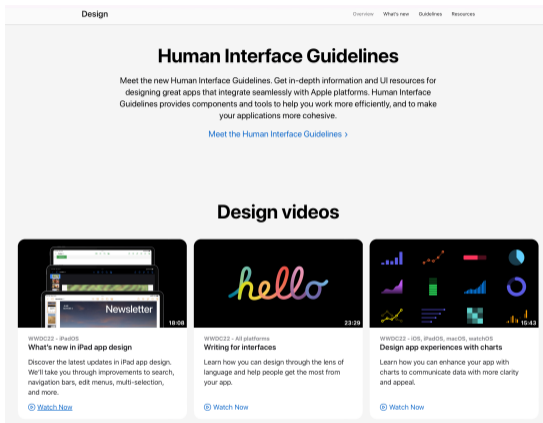 Design
Overview What's new Guidelines Resources
Human Interface Guidelines
Meet the new Human Interface Guidelines. Get in-depth information and UI resources for
designing great apps that integrate seamlessly with Apple platforms. Human Interface
Guidelines provides components and tools to help you work more efficiently, and to make
your applications more cohesive.
Meet the Human Interface Guidelines ›
Design videos
Newsletter
18:08
WWDC22 - iPadOS
What's new in iPad app design
Discover the latest updates in iPad app design.
We'll take you through improvements to search,
navigation bars, edit menus, multi-selection,
and more.
Watch Now
hello
23:29
WWDC22 - All platforms
Writing for interfaces
Learn how you can design through the lens of
language and help people get the most from
your app.
Watch Now
15:43
WWDC22 - iOS, iPadOS, macOS, watchOS
Design app experiences with charts
Learn how you can enhance your app with
charts to communicate data with more clarity
and appeal.
Watch Now